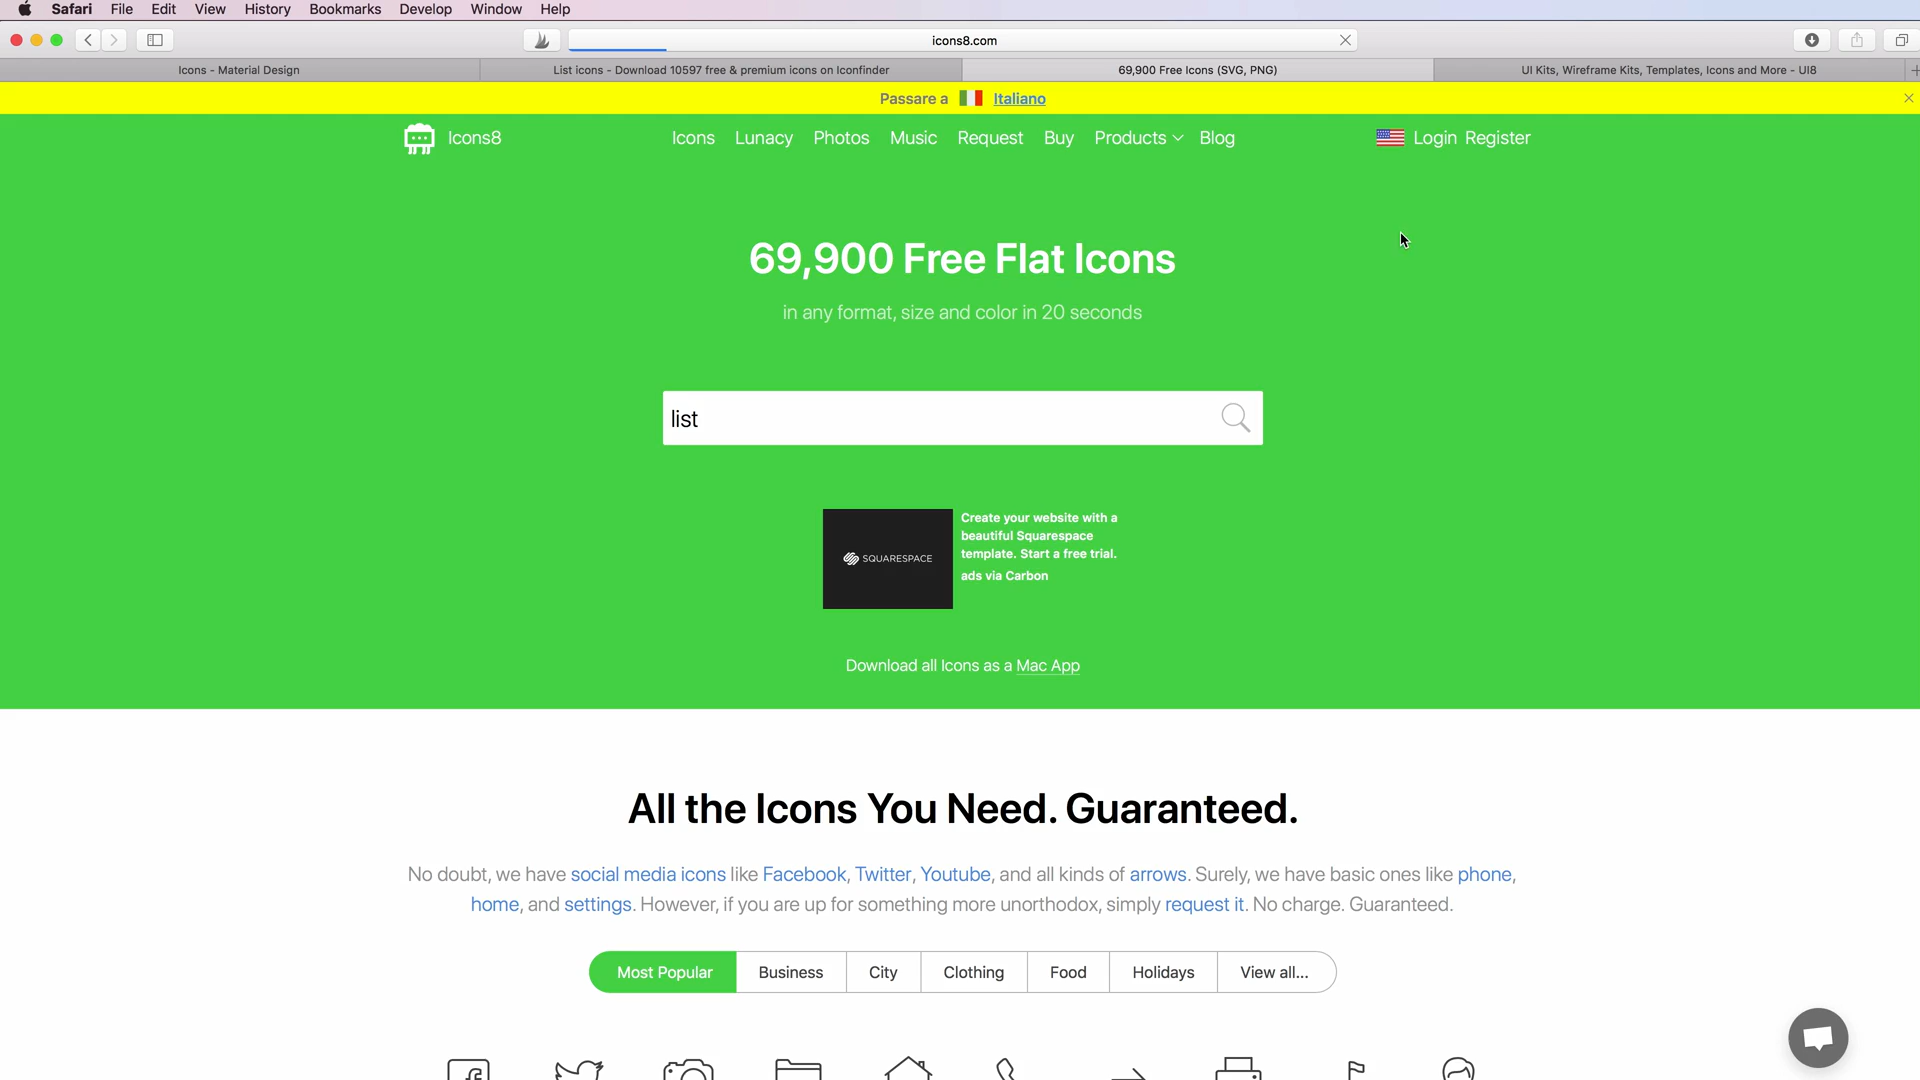 Safari File Edit View History Bookmarks Develop Window Help
icons8.com
Icons - Material Design
List icons - Download 10597 free & premium icons on Iconfinder
69,900 Free Icons (SVG, PNG)
UI Kits, Wireframe Kits, Templates, Icons and More - UI8
Passare a Italiano
Icons8
Icons Lunacy Photos Music Request Buy Products Blog
Login Register
69,900 Free Flat Icons
in any format, size and color in 20 seconds
list
SQUARESPACE
Create your website with a
beautiful Squarespace
template. Start a free trial.
ads via Carbon
Download all Icons as a Mac App
All the Icons You Need. Guaranteed.
No doubt, we have social media icons like Facebook, Twitter, Youtube, and all kinds of arrows. Surely, we have basic ones like phone,
home, and settings. However, if you are up for something more unorthodox, simply request it. No charge. Guaranteed.
Most Popular Business City Clothing Food Holidays View all...